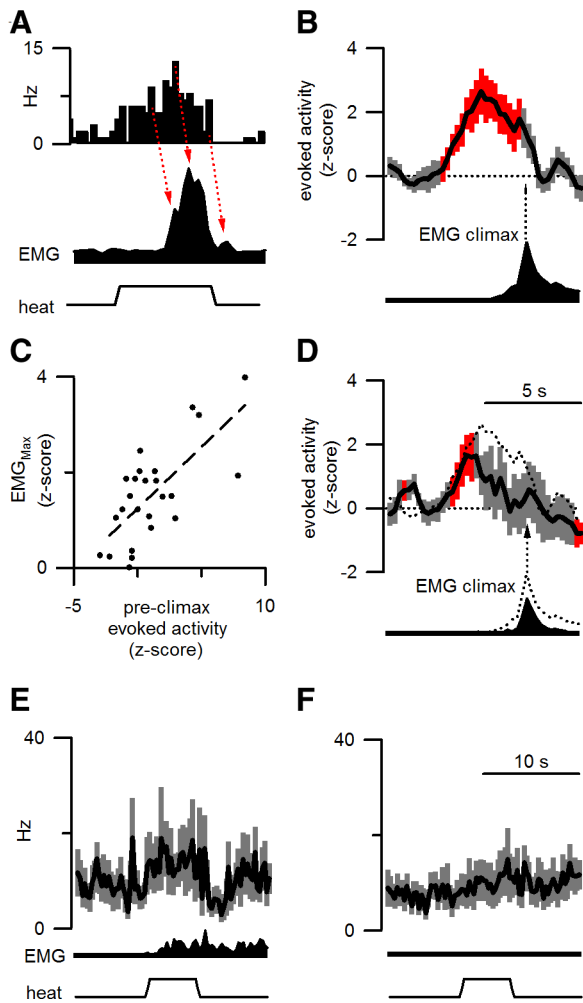 A
15
Hz
0
EMG
heat
B
4
evoked activity
(z-score)
2
0
-2
EMG climax
C
4
EMGMax
(z-score)
2
0
-5
10
pre-climax
evoked activity
(z-score)
D
4
5 s
evoked activity
(z-score)
2
0
-2
EMG climax
E
40
Hz
0
EMG
heat
F
40
10 s
0